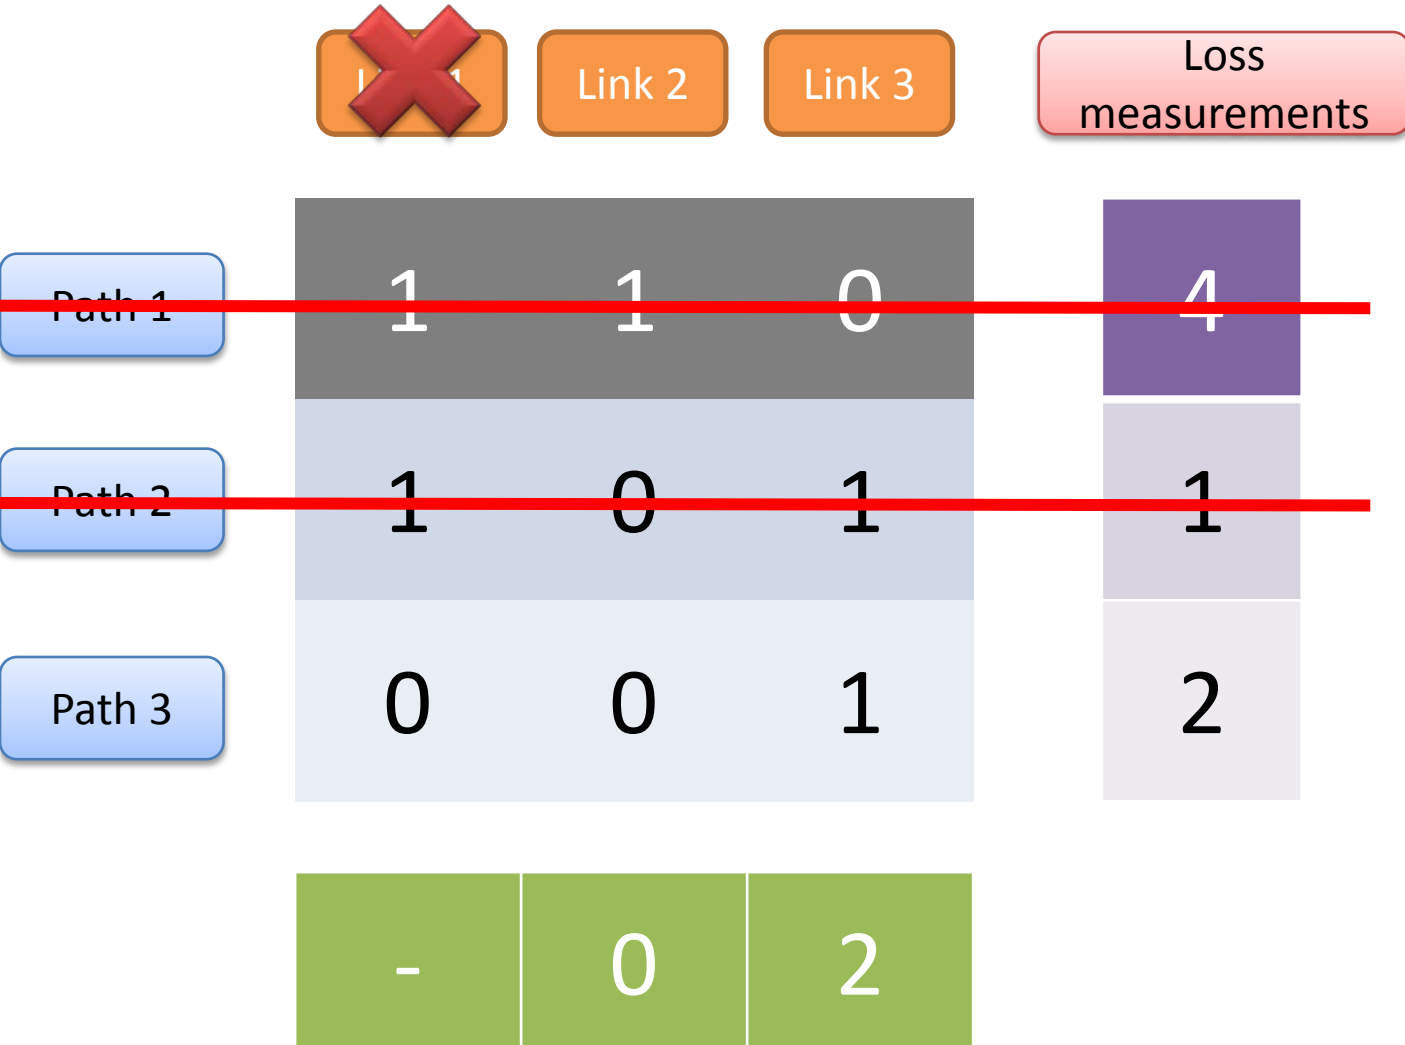 Link 2
Link 3
Loss
measurements
Path 1
1 1 0
4
Path 2
1 0 1
1
Path 3
0 0 1
2
- 0 2